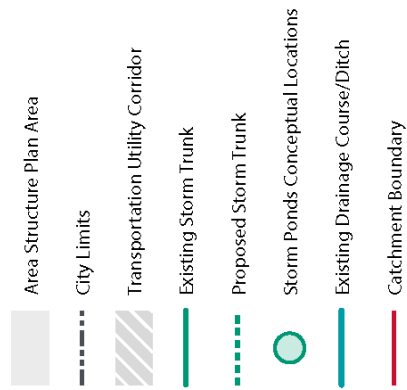 Area Structure Plan Area
City Limits
Transportation Utility Corridor
Existing Storm Trunk
Proposed Storm Trunk
Storm Ponds Conceptual Locations
Existing Drainage Course/Ditch
Catchment Boundary